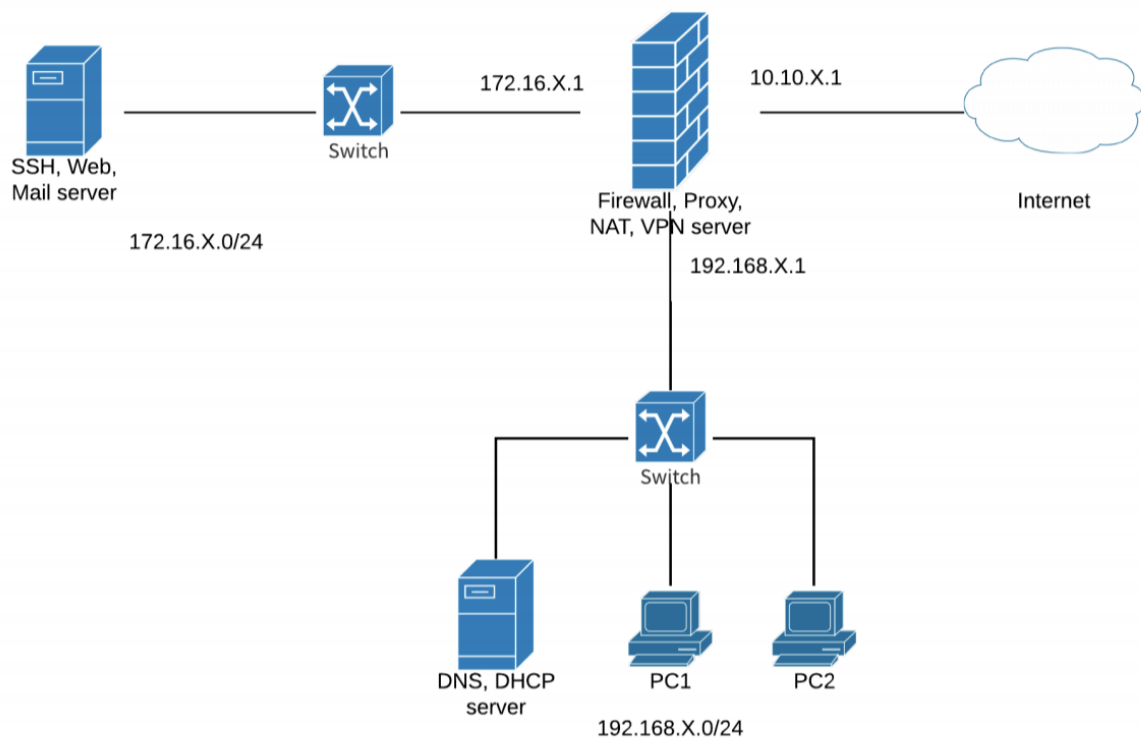 172.16.X.1
10.10.X.1
Switch
SSH, Web,
Mail server
Firewall, Proxy,
NAT, VPN server
Internet
172.16.X.0/24
192.168.X.1
Switch
DNS, DHCP
server
PC1
PC2
192.168.X.0/24